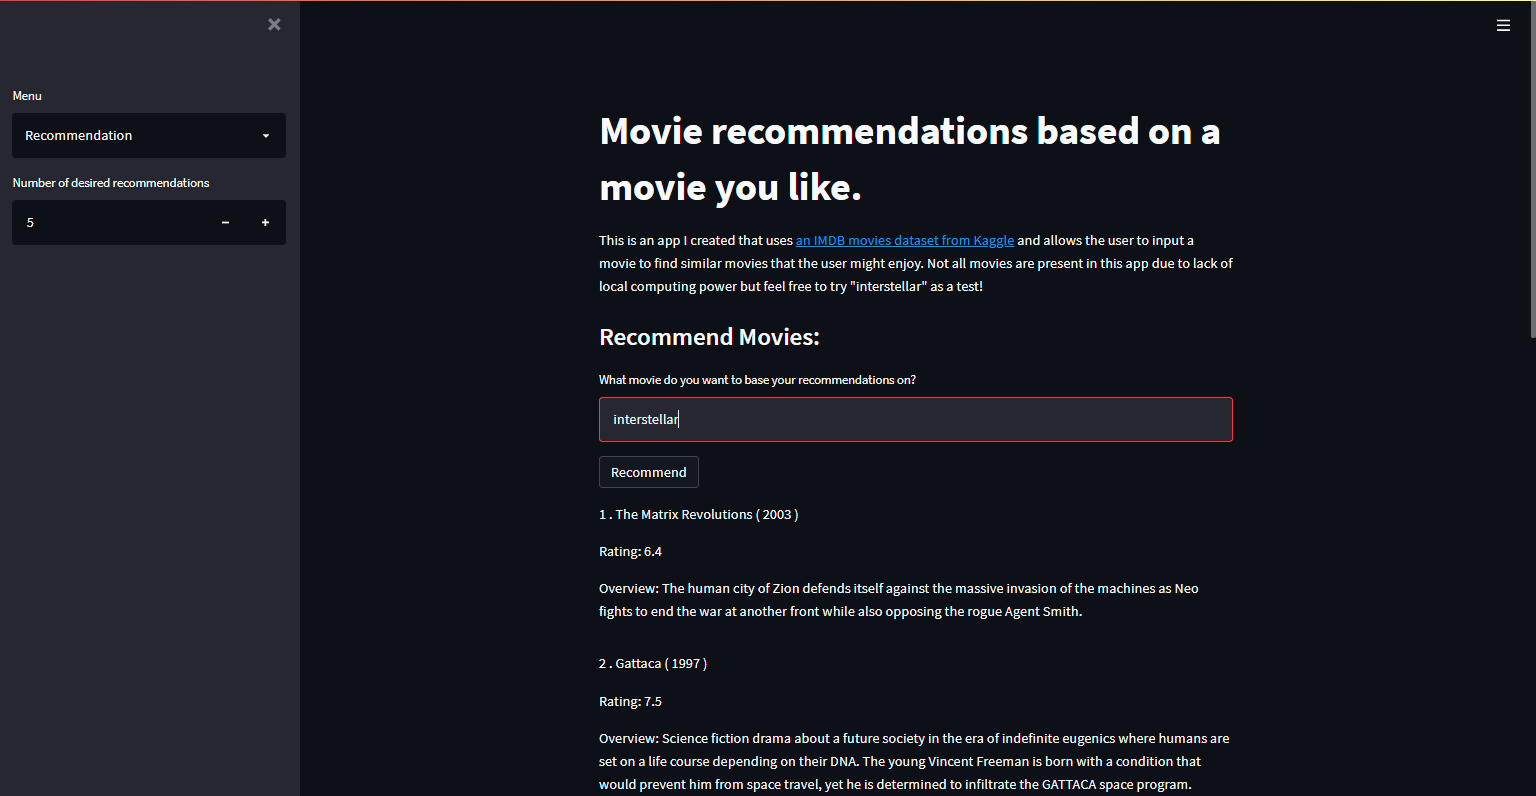 Menu
Recommendation
Number of desired recommendations
5
Movie recommendations based on a
movie you like.
This is an app I created that uses an IMDB movies dataset from Kaggle and allows the user to input a
movie to find similar movies that the user might enjoy. Not all movies are present in this app due to lack of
local computing power but feel free to try "interstellar" as a test!
Recommend Movies:
What movie do you want to base your recommendations on?
interstellar
Recommend
1 . The Matrix Revolutions ( 2003 )
Rating: 6.4
Overview: The human city of Zion defends itself against the massive invasion of the machines as Neo
fights to end the war at another front while also opposing the rogue Agent Smith.
2 . Gattaca ( 1997 )
Rating: 7.5
Overview: Science fiction drama about a future society in the era of indefinite eugenics where humans are
set on a life course depending on their DNA. The young Vincent Freeman is born with a condition that
would prevent him from space travel, yet he is determined to infiltrate the GATTACA space program.